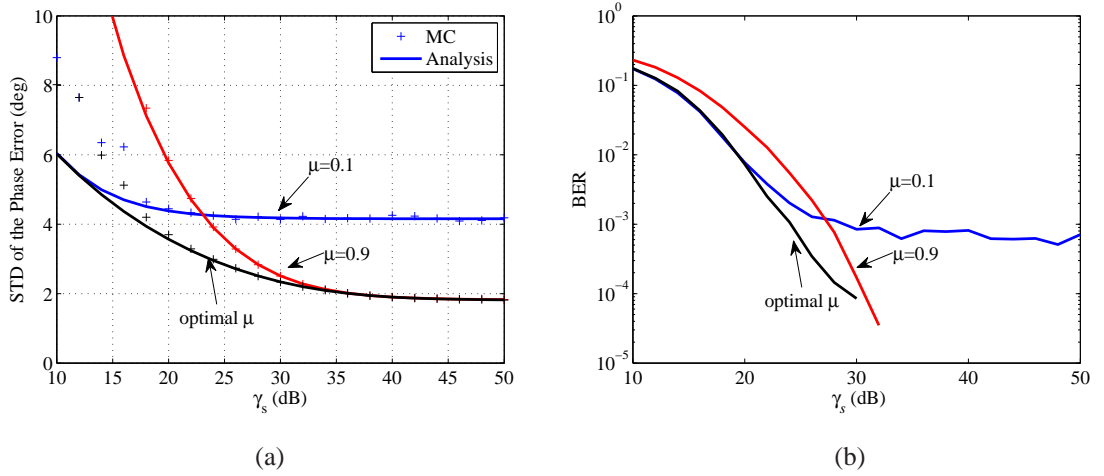 10
8
6
4
2
0
STD of the Phase Error (deg)
MC
Analysis
μ=0.1
μ=0.9
optimal μ
10 15 20 25 30 35 40 45 50
γs (dB)
(a)
10^0
10^-1
10^-2
10^-3
10^-4
10^-5
BER
μ=0.1
μ=0.9
optimal μ
10 20 30 40 50
γs (dB)
(b)